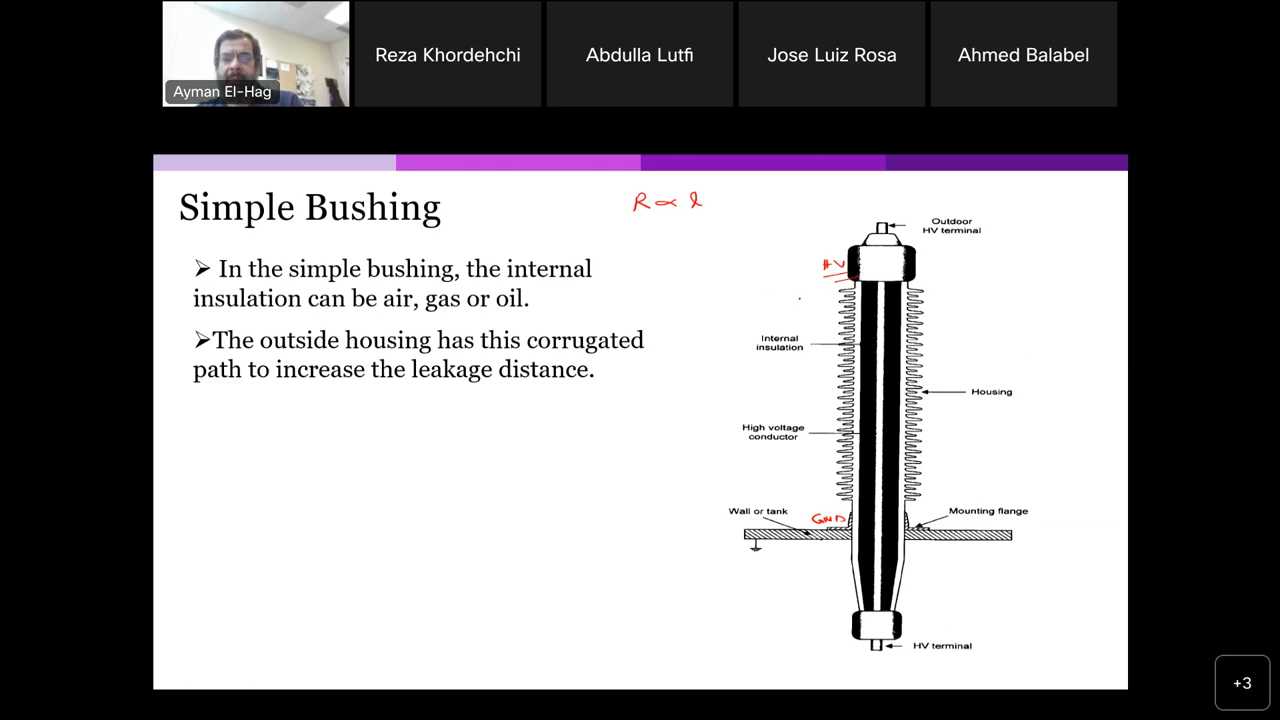 Ayman El-Hag
Reza Khordehchi
Abdulla Lutfi
Jose Luiz Rosa
Ahmed Balabel
Simple Bushing
R ∝ l
➢ In the simple bushing, the internal
insulation can be air, gas or oil.
➢The outside housing has this corrugated
path to increase the leakage distance.
Outdoor
HV terminal
HV
Internal
insulation
Housing
High voltage
conductor
Wall or tank
GND
Mounting flange
HV terminal
+3